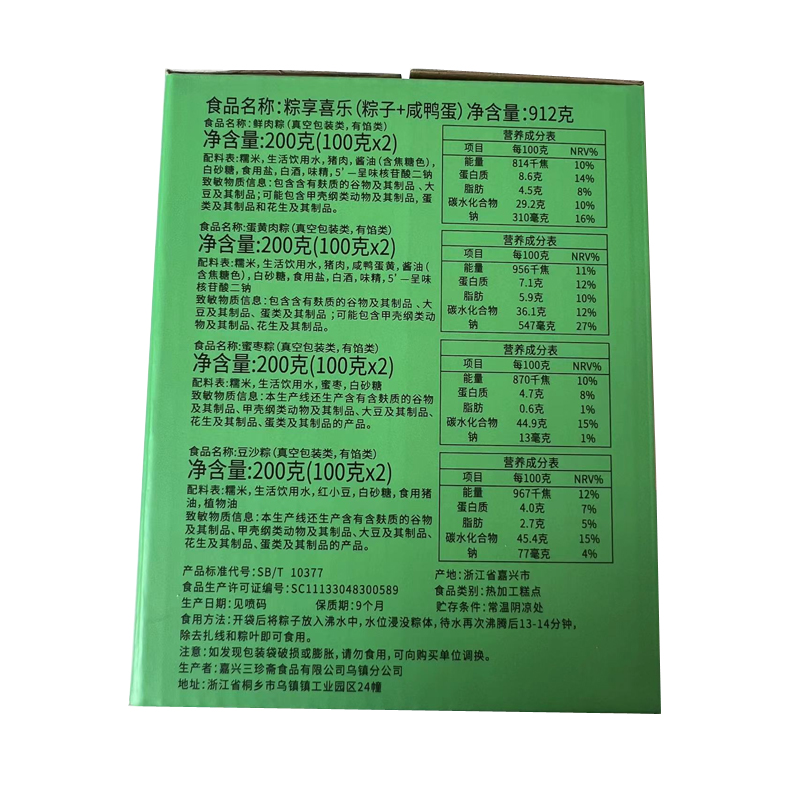 食品名称:粽享喜乐(粽子+咸鸭蛋)净含量:912克
食品名称:鲜肉粽(真空包装类,有馅类)
净含量:200克(100克x2)
配料表:糯米,生活饮用水,猪肉,酱油(含焦糖色),
白砂糖,食用盐,白酒,味精,5'一呈味核苷酸二钠
致敏物质信息:包含含有麸质的谷物及其制品、大
豆及其制品;可能含甲壳纲类动物及其制品,蛋
类及其制品和花生及其制品。
营养成分表
项目 每100克 NRV%
能量 814千焦 10%
蛋白质 8.6克 14%
脂肪 4.5克 8%
碳水化合物 29.2克 10%
钠 310毫克 16%
食品名称:蛋黄肉粽(真空包装类,有馅类)
净含量:200克(100克x2)
配料表:糯米,生活饮用水,猪肉,咸鸭蛋黄,酱油(
含焦糖色),白砂糖,食用盐,白酒,味精,5'一呈味
核苷酸二钠
致敏物质信息:包含含有麸质的谷物及其制品、大
豆及其制品、蛋类及其制品;可能包含甲壳纲类动
物及其制品、花生及其制品。
营养成分表
项目 每100克 NRV%
能量 956千焦 11%
蛋白质 7.1克 12%
脂肪 5.9克 10%
碳水化合物 36.1克 12%
钠 547毫克 27%
食品名称:蜜枣粽(真空包装类,有馅类)
净含量:200克(100克x2)
配料表:糯米,生活饮用水,蜜枣,白砂糖
致敏物质信息:本生产线还生产含有含麸质的谷物
及其制品、甲壳纲类动物及其制品、大豆及其制品、
花生及其制品、蛋类及其制品的产品。
营养成分表
项目 每100克 NRV%
能量 870千焦 10%
蛋白质 4.7克 8%
脂肪 0.6克 1%
碳水化合物 44.9克 15%
钠 13毫克 1%
食品名称:豆沙粽(真空包装类,有馅类)
净含量:200克(100克x2)
配料表:糯米,生活饮用水,红小豆,白砂糖,食用猪
油,植物油
致敏物质信息:本生产线还生产含有含麸质的谷物
及其制品、甲壳纲类动物及其制品、大豆及其制品、
花生及其制品、蛋类及其制品的产品。
营养成分表
项目 每100克 NRV%
能量 967千焦 12%
蛋白质 4.0克 7%
脂肪 2.7克 5%
碳水化合物 45.4克 15%
钠 77毫克 4%
产品标准代号:SB/T 10377 产地:浙江省嘉兴市
食品生产许可证编号:SC11133048300589 食品类别:热加工糕点
生产日期:见喷码 保质期:9个月 贮存条件:常温阴凉处
食用方法:开袋后将粽子放入沸水中,水位浸没粽体,待水再次沸腾后13-14分钟,
除去扎线和粽叶即可食用。
注意:如发现包装袋破损或膨胀,请勿食用,可向购买单位调换。
生产者:嘉兴三珍斋食品有限公司乌镇分公司
地址:浙江省桐乡市乌镇镇工业园区24幢